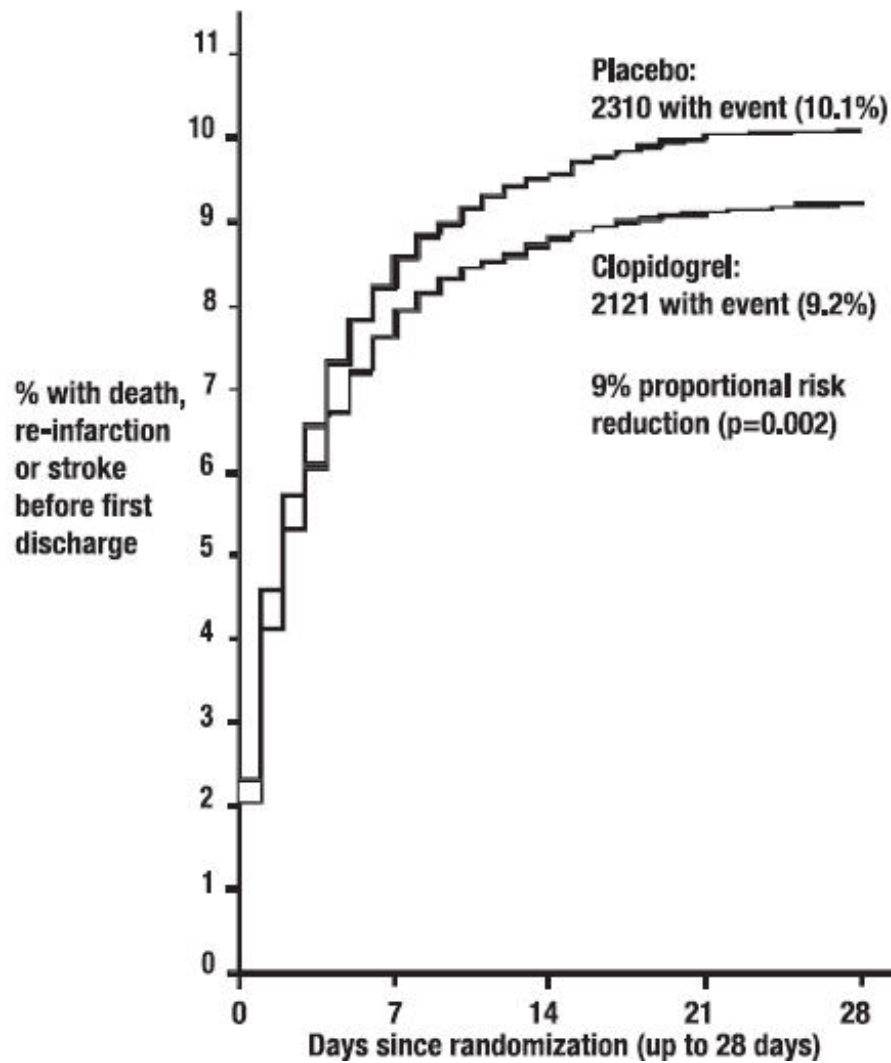 11
10
9
8
7
6
5
4
3
2
1
0
% with death,
re-infarction
or stroke
before first
discharge
Placebo:
2310 with event (10.1%)
Clopidogrel:
2121 with event (9.2%)
9% proportional risk
reduction (p=0.002)
0 7 14 21 28
Days since randomization (up to 28 days)